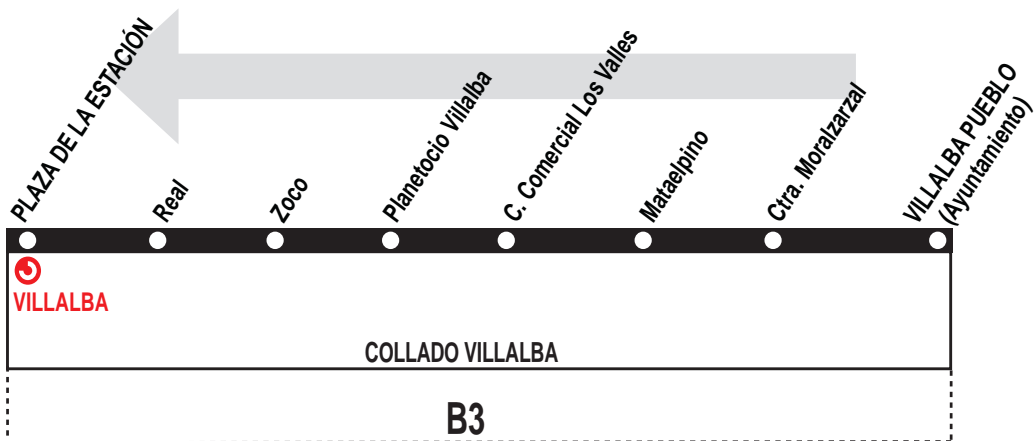 PLAZA DE LA ESTACIÓN
Real
Zoco
Planetocio Villalba
C. Comercial Los Valles
Mataelpino
Ctra. Moralzarzal
VILLALBA PUEBLO
(Ayuntamiento)
VILLALBA
COLLADO VILLALBA
B3